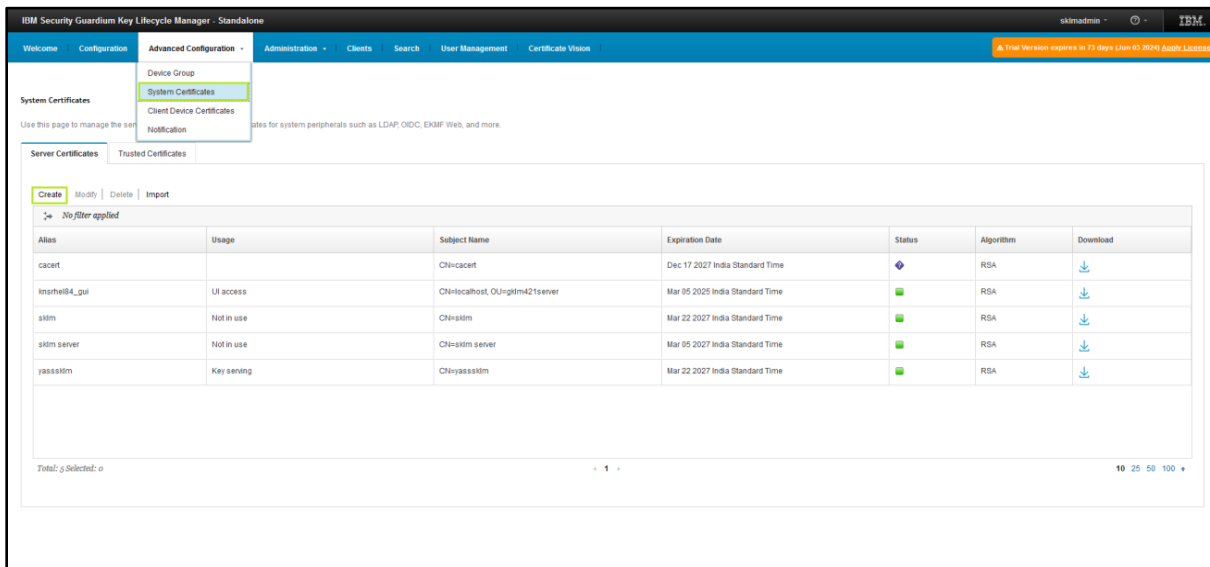 IBM Security Guardium Key Lifecycle Manager - Standalone
sklmadmin
IBM
Welcome Configuration Advanced Configuration Administration Clients Search User Management Certificate Vision
Trial Version expires in 73 days (Jun 03 2024) Apply License
Device Group
System Certificates
Client Device Certificates
Notification
System Certificates
Use this page to manage the ser
ates for system peripherals such as LDAP, OIDC, EKMF Web, and more.
Server Certificates Trusted Certificates
Create Modify Delete Import
No filter applied
Alias Usage Subject Name Expiration Date Status Algorithm Download
cacert CN=cacert Dec 17 2027 India Standard Time RSA
knsrhel84_gui UI access CN=localhost, OU=gklm421server Mar 05 2025 India Standard Time RSA
sklm Not in use CN=sklm Mar 22 2027 India Standard Time RSA
sklm server Not in use CN=sklm server Mar 05 2027 India Standard Time RSA
yasssklm Key serving CN=yasssklm Mar 22 2027 India Standard Time RSA
Total: 5 Selected: 0
1
10 25 50 100